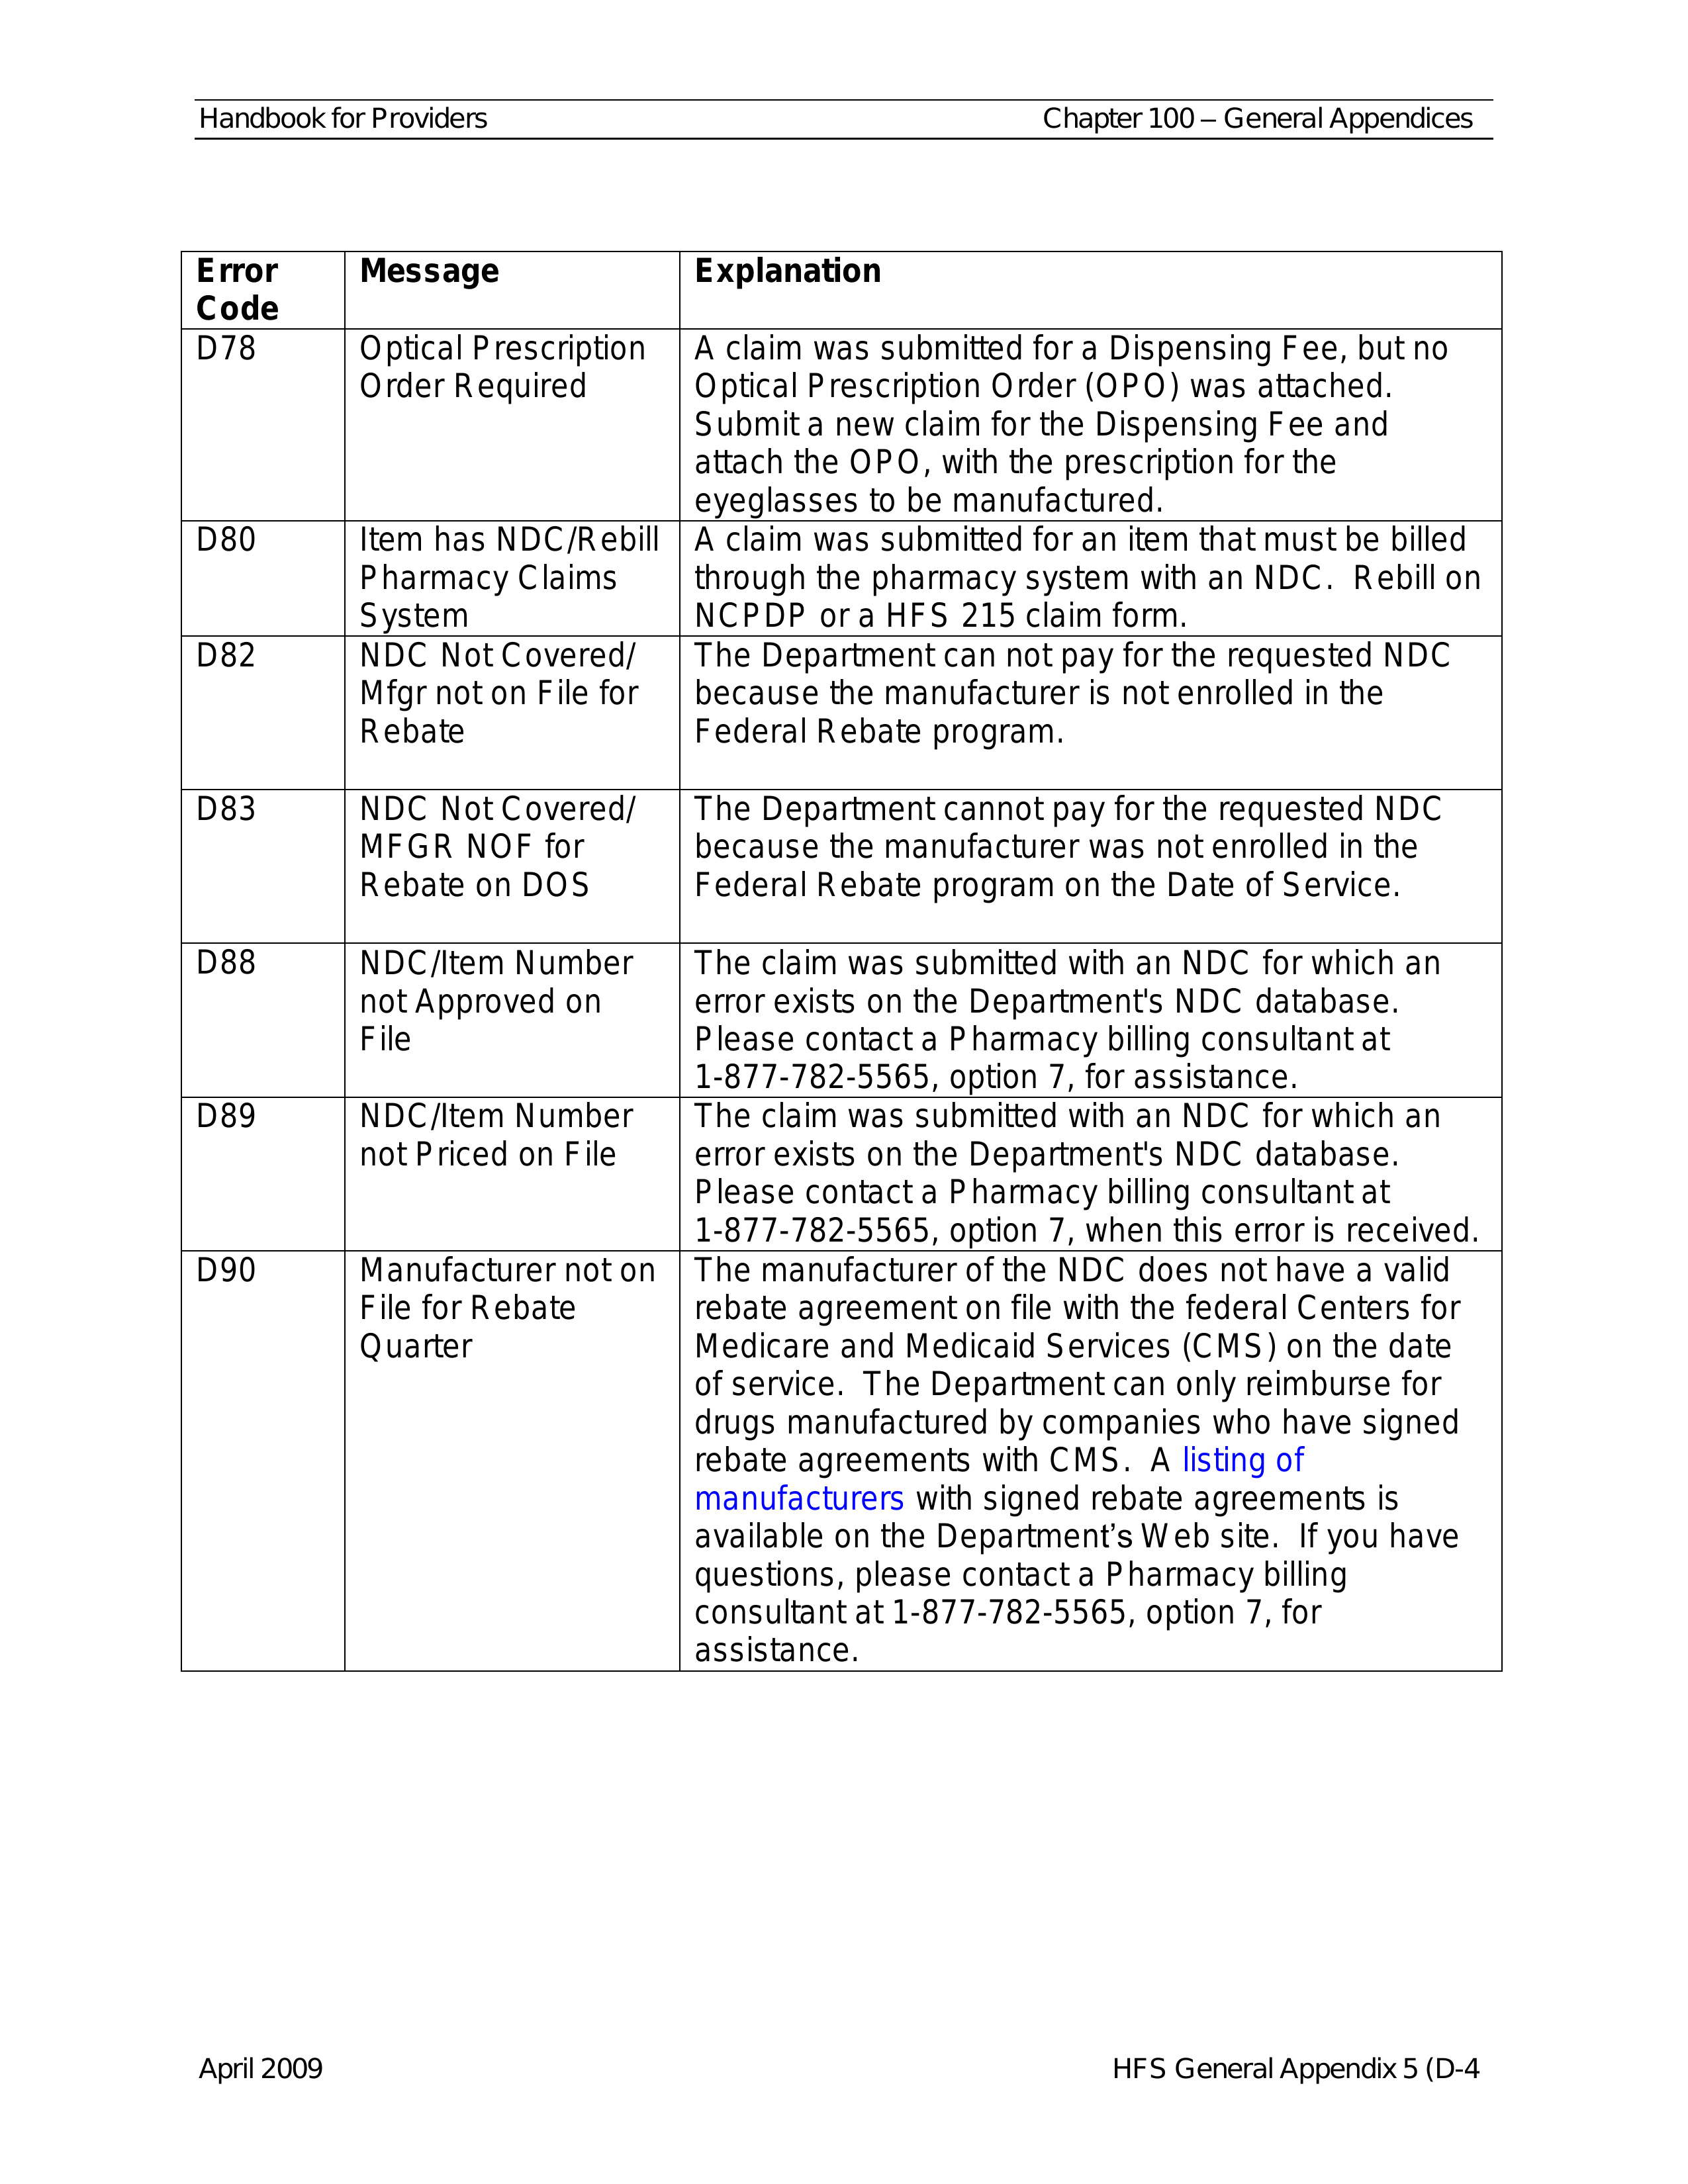 Handbook for Providers Chapter 100 – General Appendices
Error Code Message Explanation
D78 Optical Prescription Order Required
A claim was submitted for a Dispensing Fee, but no
Optical Prescription Order (OPO) was attached.
Submit a new claim for the Dispensing Fee and
attach the OPO, with the prescription for the
eyeglasses to be manufactured.
D80
Item has NDC/Rebill
Pharmacy Claims
System
A claim was submitted for an item that must be billed
through the pharmacy system with an NDC.  Rebill on
NCPDP or a HFS 215 claim form.
D82
NDC Not Covered/
Mfgr not on File for
Rebate
The Department can not pay for the requested NDC
because the manufacturer is not enrolled in the
Federal Rebate program.
D83
NDC Not Covered/
MFGR NOF for
Rebate on DOS
The Department cannot pay for the requested NDC
because the manufacturer was not enrolled in the
Federal Rebate program on the Date of Service.
D88
NDC/Item Number
not Approved on
File
The claim was submitted with an NDC for which an
error exists on the Department's NDC database.
Please contact a Pharmacy billing consultant at
1-877-782-5565, option 7, for assistance.
D89
NDC/Item Number
not Priced on File
The claim was submitted with an NDC for which an
error exists on the Department's NDC database.
Please contact a Pharmacy billing consultant at
1-877-782-5565, option 7, when this error is received.
D90
Manufacturer not on
File for Rebate
Quarter
The manufacturer of the NDC does not have a valid
rebate agreement on file with the federal Centers for
Medicare and Medicaid Services (CMS) on the date
of service.  The Department can only reimburse for
drugs manufactured by companies who have signed
rebate agreements with CMS.  A listing of
manufacturers with signed rebate agreements is
available on the Department’s Web site.  If you have
questions, please contact a Pharmacy billing
consultant at 1-877-782-5565, option 7, for
assistance.
April 2009 HFS General Appendix 5 (D-4